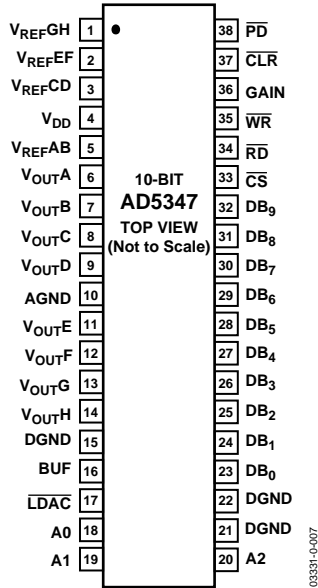 VREFGH 1
VREFEF 2
VREFCD 3
VDD 4
VREFAB 5
VOUTA 6
VOUTB 7
VOUTC 8
VOUTD 9
AGND 10
VOUTE 11
VOUTF 12
VOUTG 13
VOUTH 14
DGND 15
BUF 16
LDAC 17
A0 18
A1 19
10-BIT
AD5347
TOP VIEW
(Not to Scale)
38 PD
37 CLR
36 GAIN
35 WR
34 RD
33 CS
32 DB9
31 DB8
30 DB7
29 DB6
28 DB5
27 DB4
26 DB3
25 DB2
24 DB1
23 DB0
22 DGND
21 DGND
20 A2
03331-0-007